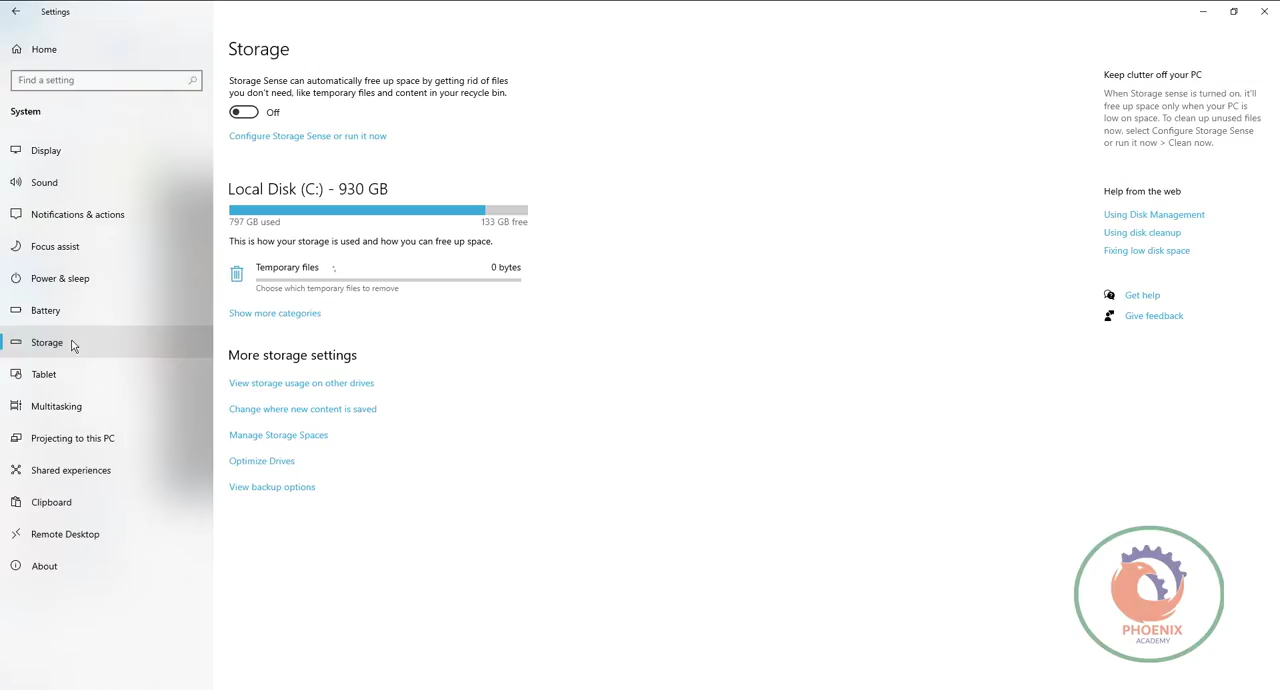 Settings
Home
Find a setting
System
Display
Sound
Notifications & actions
Focus assist
Power & sleep
Battery
Storage
Tablet
Multitasking
Projecting to this PC
Shared experiences
Clipboard
Remote Desktop
About
Storage
Storage Sense can automatically free up space by getting rid of files
you don't need, like temporary files and content in your recycle bin.
Off
Configure Storage Sense or run it now
Local Disk (C:) - 930 GB
797 GB used 133 GB free
This is how your storage is used and how you can free up space.
Temporary files 0 bytes
Choose which temporary files to remove
Show more categories
More storage settings
View storage usage on other drives
Change where new content is saved
Manage Storage Spaces
Optimize Drives
View backup options
Keep clutter off your PC
When Storage sense is turned on, it'll
free up space only when your PC is
low on space. To clean up unused files
now, select Configure Storage Sense
or run it now > Clean now.
Help from the web
Using Disk Management
Using disk cleanup
Fixing low disk space
Get help
Give feedback
PHOENIX
ACADEMY